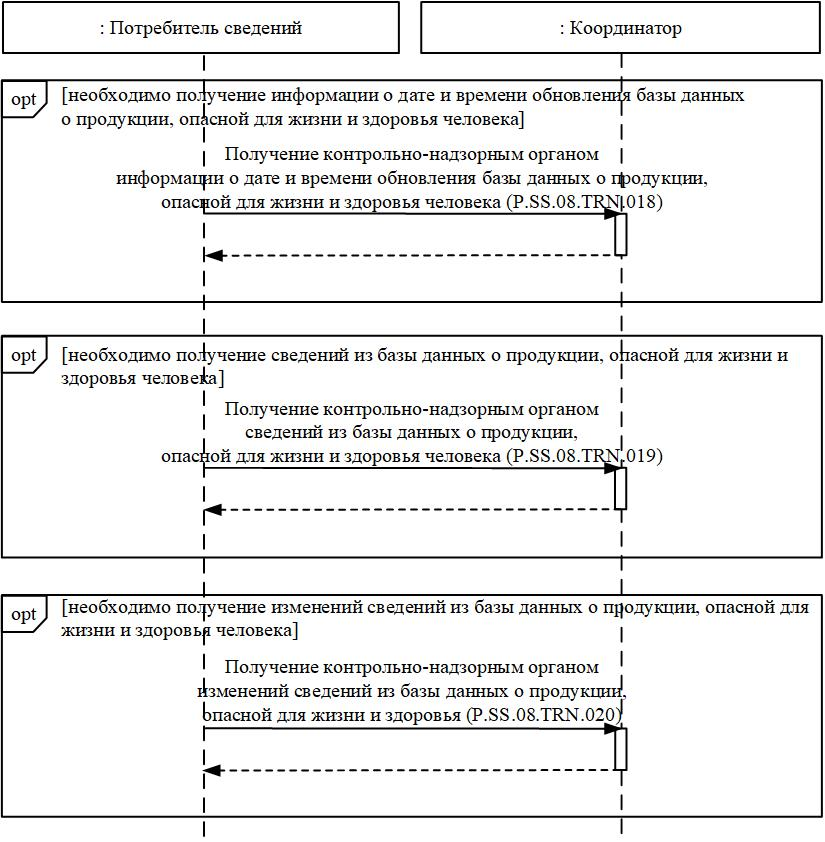 : Потребитель сведений
: Координатор
opt
[необходимо получение информации о дате и времени обновления базы данных
о продукции, опасной для жизни и здоровья человека]
Получение контрольно-надзорным органом
информации о дате и времени обновления базы данных о продукции,
опасной для жизни и здоровья человека (P.SS.08.TRN.018)
opt
[необходимо получение сведений из базы данных о продукции, опасной для жизни и
здоровья человека]
Получение контрольно-надзорным органом
сведений из базы данных о продукции,
опасной для жизни и здоровья человека (P.SS.08.TRN.019)
opt
[необходимо получение изменений сведений из базы данных о продукции, опасной для
жизни и здоровья человека]
Получение контрольно-надзорным органом
изменений сведений из базы данных о продукции,
опасной для жизни и здоровья (P.SS.08.TRN.020)